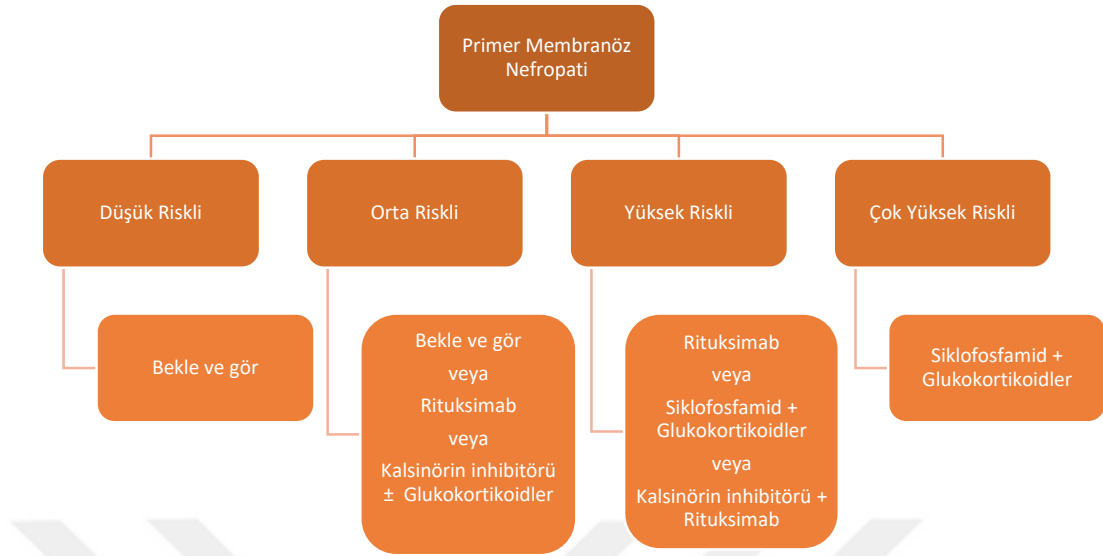 Primer Membranöz
Nefropati
Düşük Riskli
Orta Riskli
Yüksek Riskli
Çok Yüksek Riskli
Bekle ve gör
Bekle ve gör
veya
Rituksimab
veya
Kalsinörin inhibitörü
± Glukokortikoidler
Rituksimab
veya
Siklofosfamid +
Glukokortikoidler
veya
Kalsinörin inhibitörü +
Rituksimab
Siklofosfamid +
Glukokortikoidler